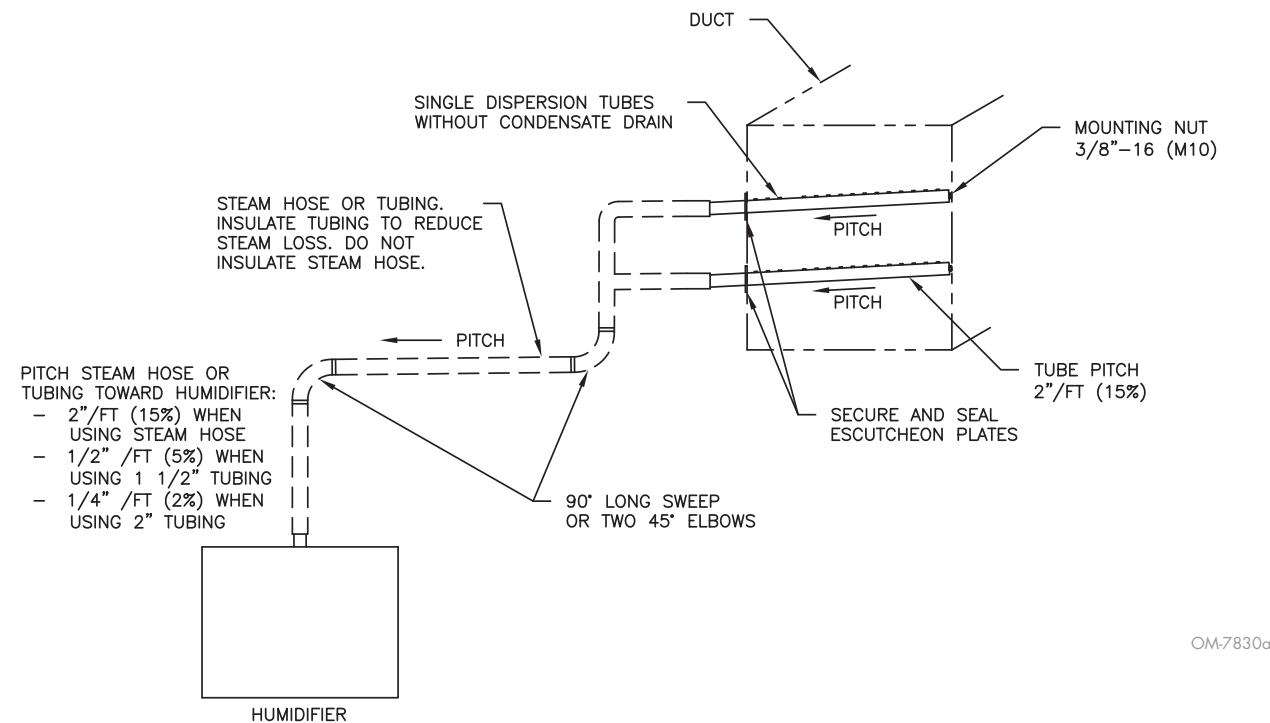 DUCT
SINGLE DISPERSION TUBES
WITHOUT CONDENSATE DRAIN
MOUNTING NUT
3/8”–16 (M10)
STEAM HOSE OR TUBING.
INSULATE TUBING TO REDUCE
STEAM LOSS. DO NOT
INSULATE STEAM HOSE.
PITCH
PITCH
PITCH
PITCH STEAM HOSE OR
TUBING TOWARD HUMIDIFIER:
– 2”/FT (15%) WHEN
USING STEAM HOSE
– 1/2” /FT (5%) WHEN
USING 1 1/2” TUBING
– 1/4” /FT (2%) WHEN
USING 2” TUBING
TUBE PITCH
2”/FT (15%)
SECURE AND SEAL
ESCUTCHEON PLATES
90° LONG SWEEP
OR TWO 45° ELBOWS
OM-7830a
HUMIDIFIER